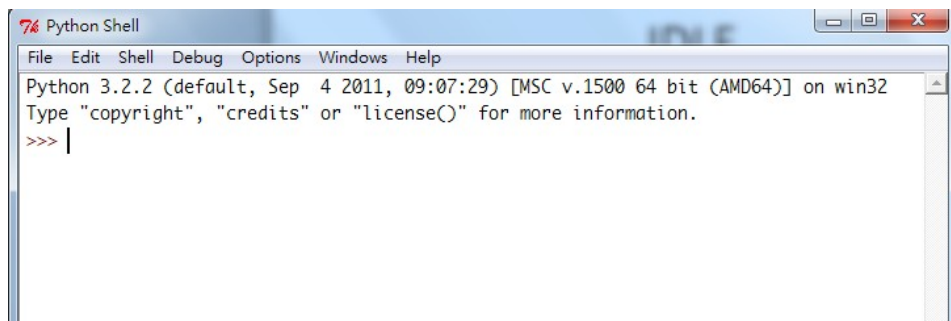 IDLE
Python Shell
File Edit Shell Debug Options Windows Help
Python 3.2.2 (default, Sep  4 2011, 09:07:29) [MSC v.1500 64 bit (AMD64)] on win32
Type "copyright", "credits" or "license()" for more information.
>>>